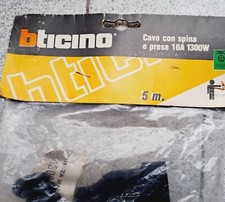 bticino
Cavo con spina
e presa 10A 1300W
5 m.